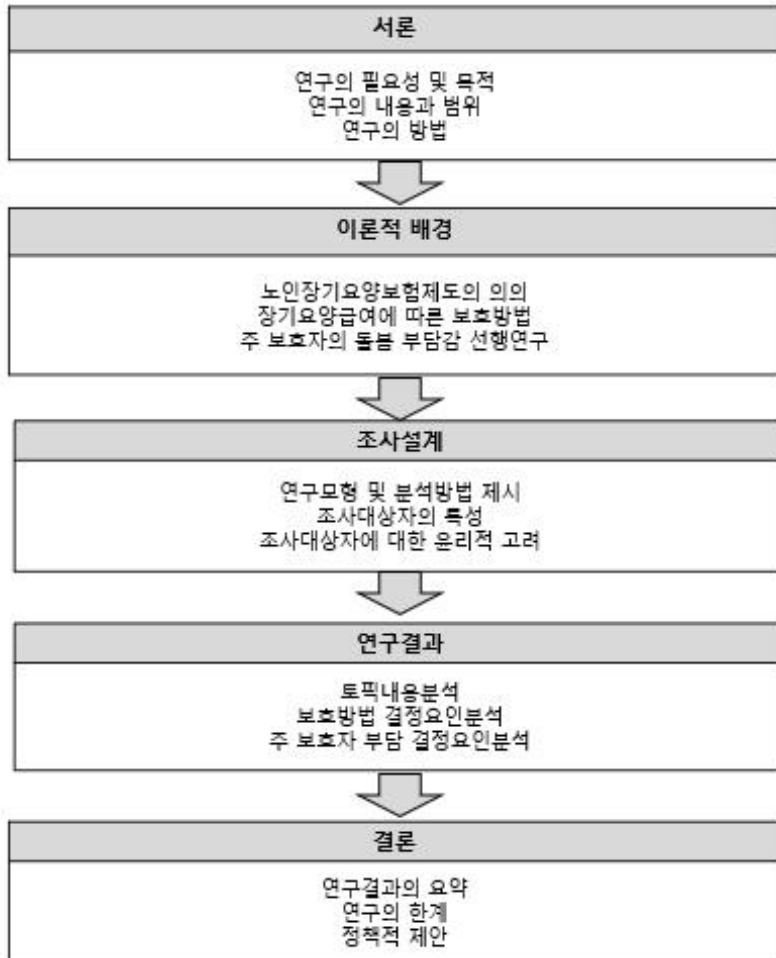 서론
연구의 필요성 및 목적
연구의 내용과 범위
연구의 방법
이론적 배경
노인장기요양보험제도의 의의
장기요양급여에 따른 보호방법
주 보호자의 돌봄 부담감 선행연구
조사설계
연구모형 및 분석방법 제시
조사대상자의 특성
조사대상자에 대한 윤리적 고려
연구결과
토픽내용분석
보호방법 결정요인분석
주 보호자 부담 결정요인분석
결론
연구결과의 요약
연구의 한계
정책적 제안